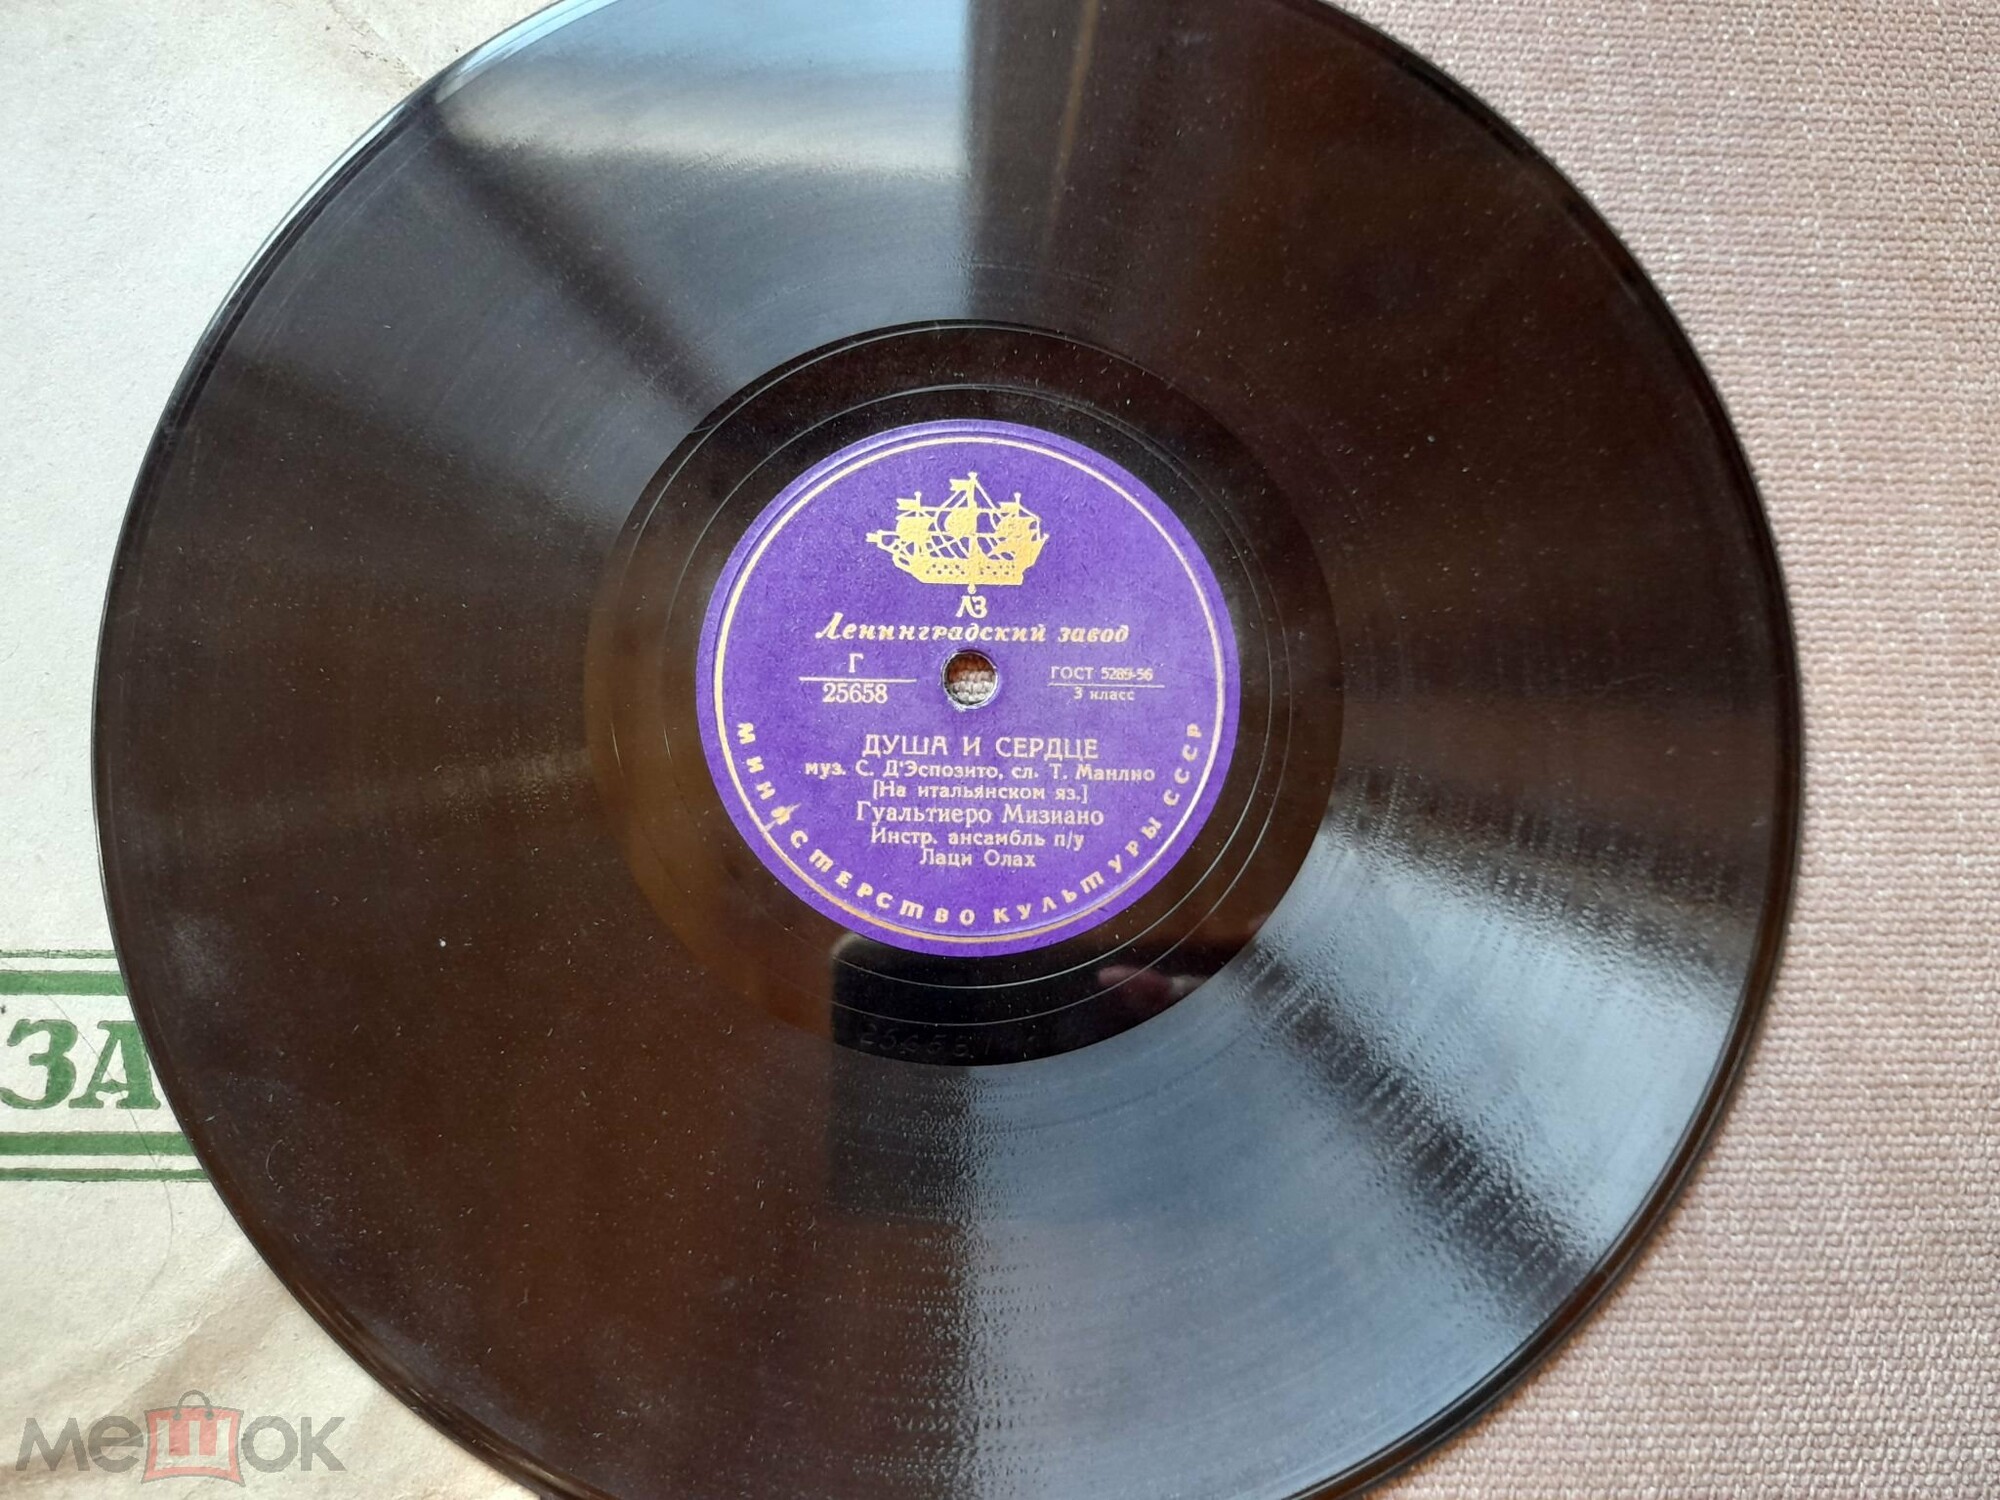 ЛЗ
Ленинградский завод
Г
25658
ГОСТ 5289-56
3 класс
ДУША И СЕРДЦЕ
муз. С. Д'Эспозито, сл. Т. Манлио
[На итальянском яз.]
Гуальтиеро Мизиано
Инстр. ансамбль п/у
Лаци Олах
МИНИСТЕРСТВО КУЛЬТУРЫ СССР
ЗА
мешок